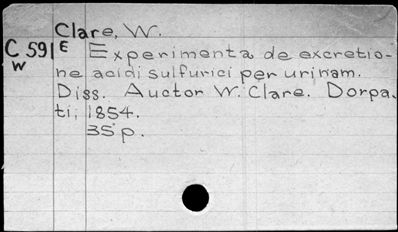 Clare, W.
C 591 E Experimenta de excretio-
W ne acidi sulfurici per urinam.
Diss. Auctor W. Clare. Dorpa-
ti, 1854.
35 p.